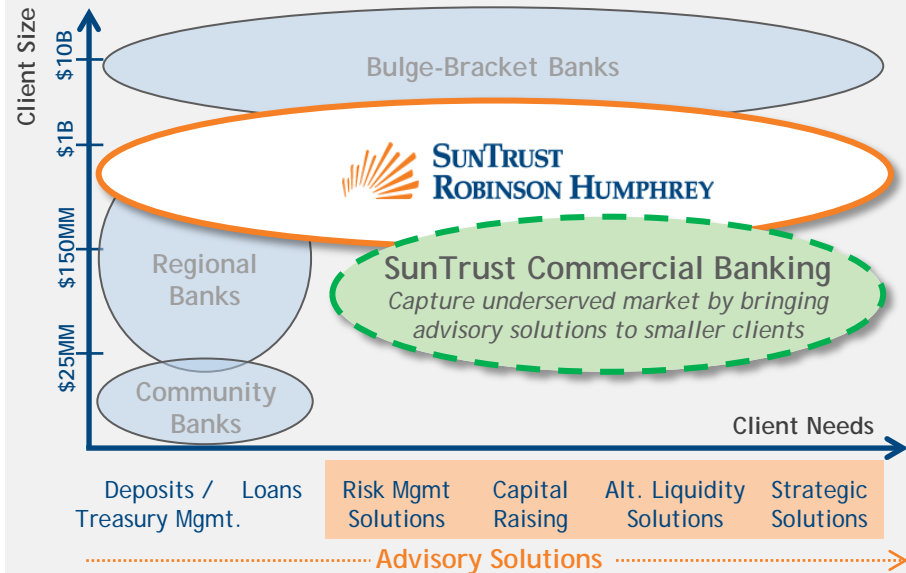 Client Size
$10B
$1B
$150MM
$25MM
Bulge-Bracket Banks
SUNTRUST
ROBINSON HUMPHREY
Regional
Banks
SunTrust Commercial Banking
Capture underserved market by bringing
advisory solutions to smaller clients
Community
Banks
Client Needs
Deposits /
Treasury Mgmt.
Loans
Risk Mgmt
Solutions
Capital
Raising
Alt. Liquidity
Solutions
Strategic
Solutions
Advisory Solutions